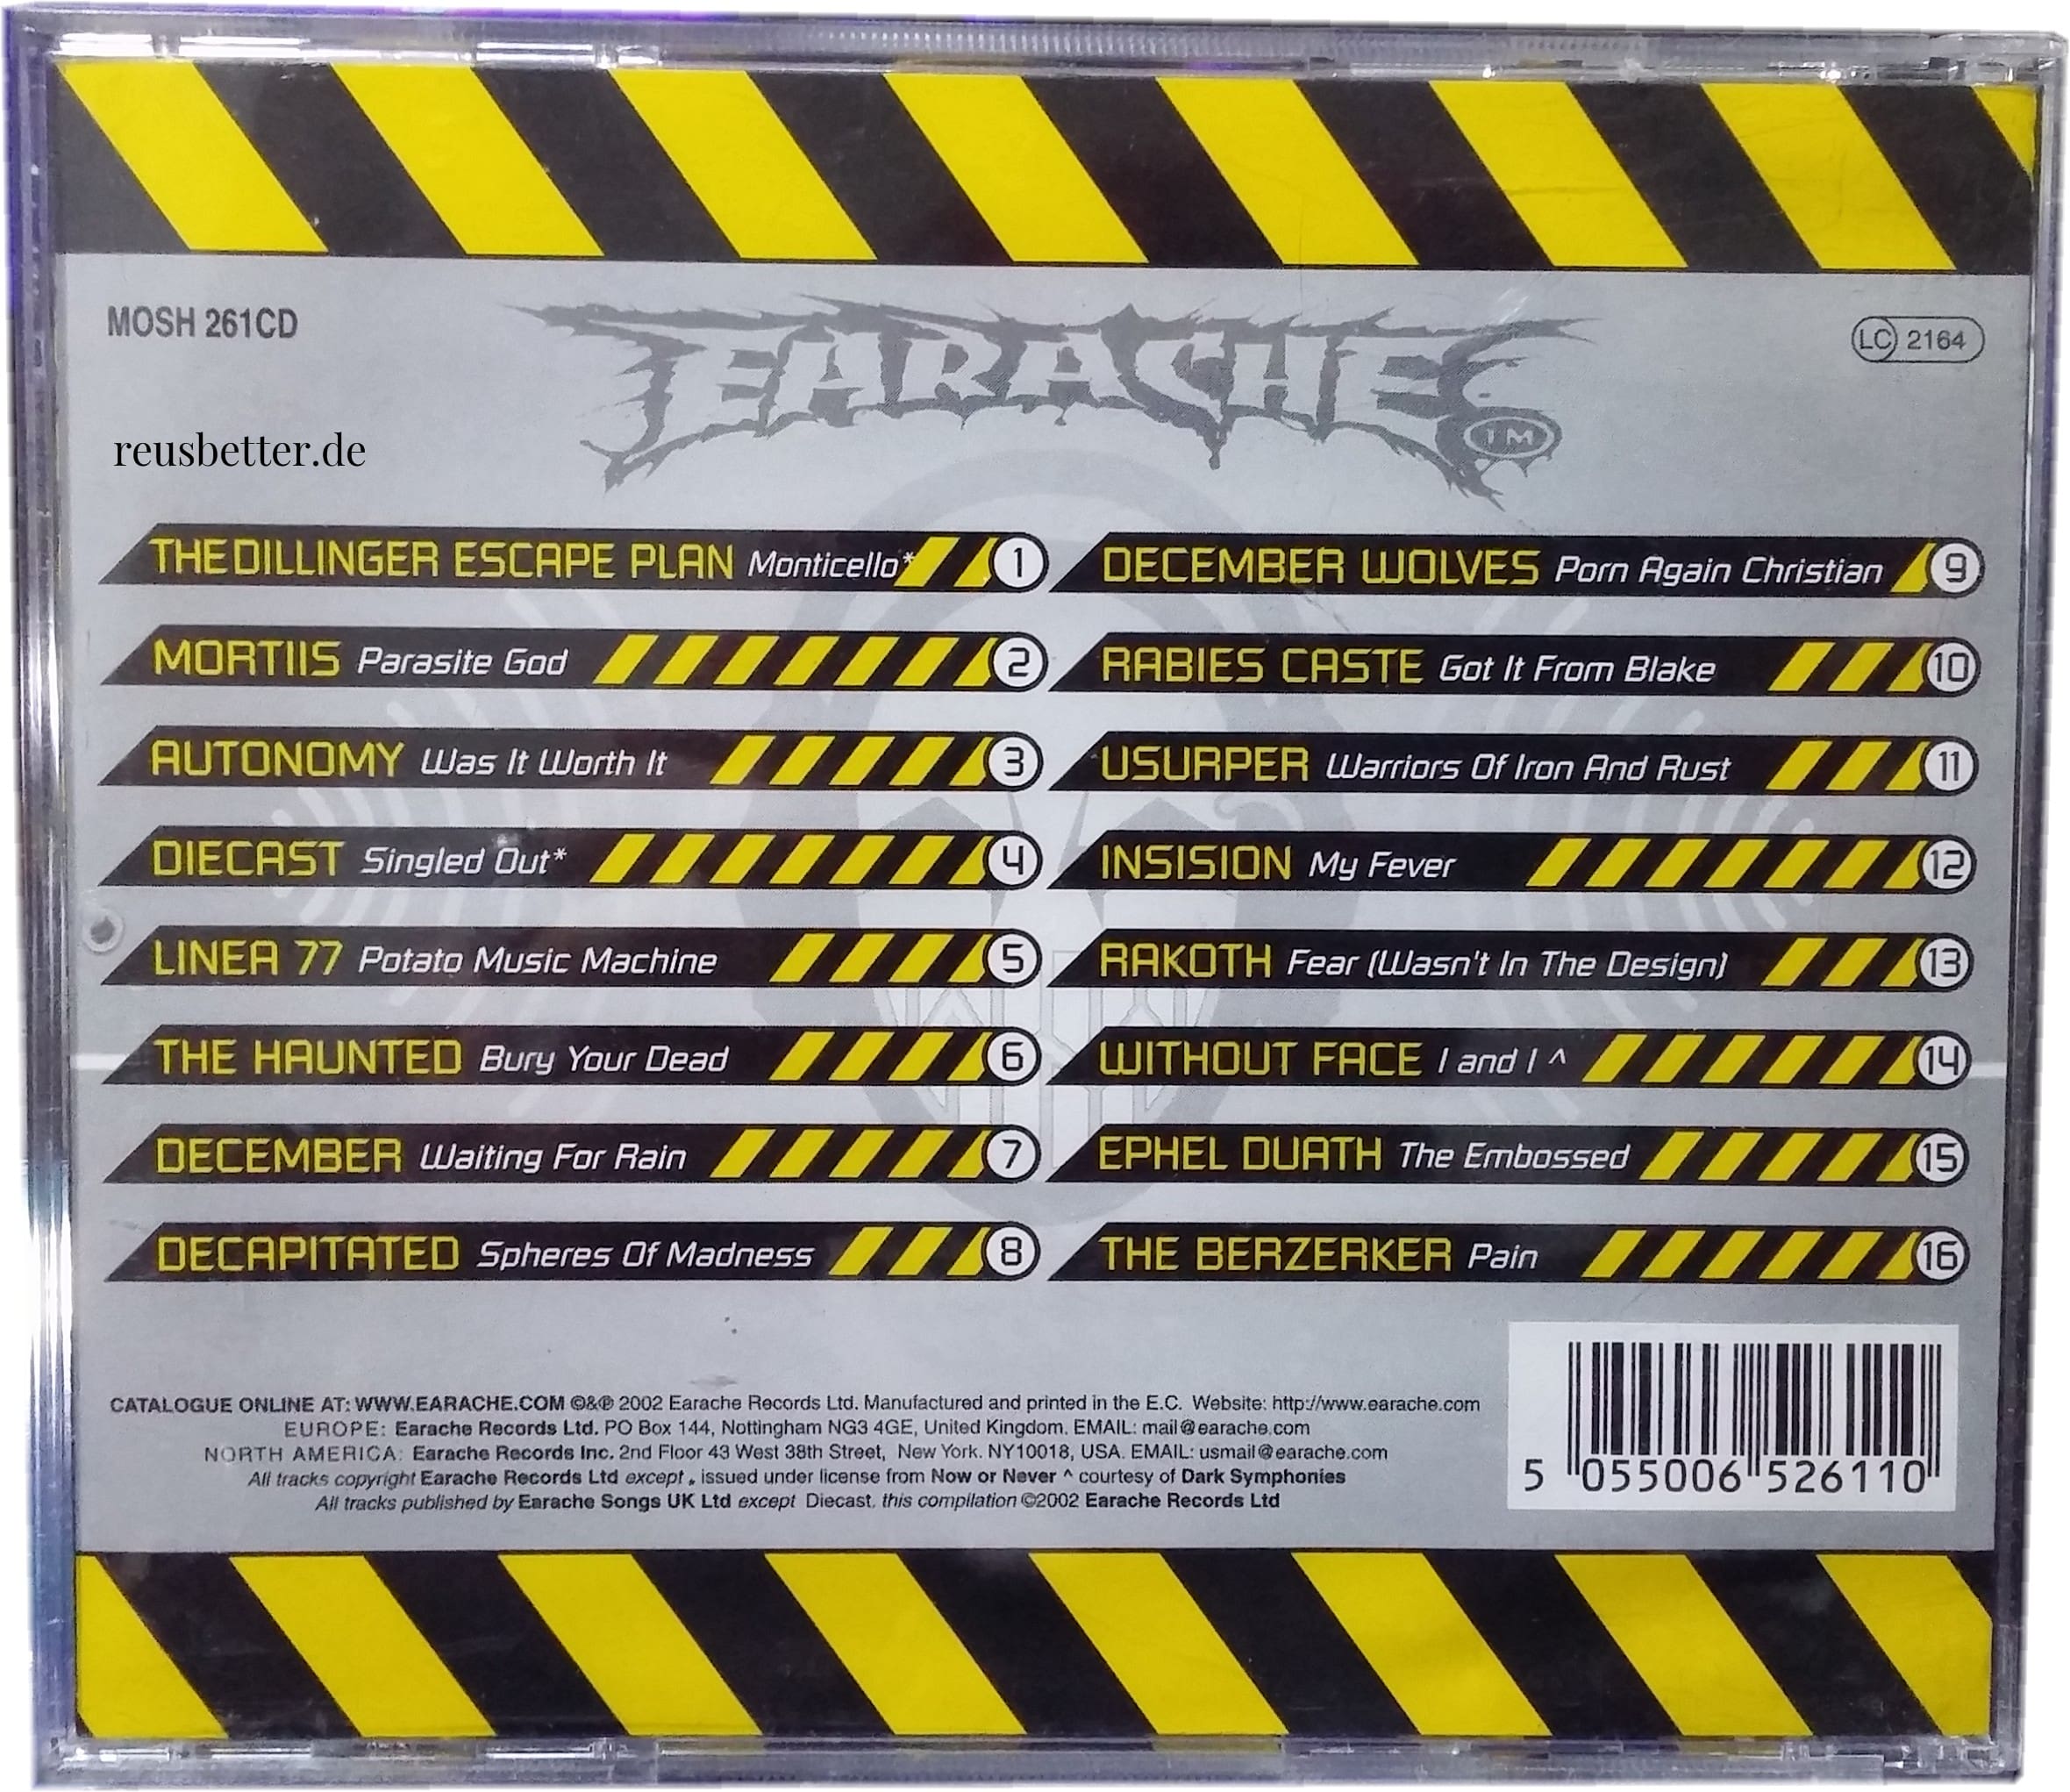 MOSH 261CD
EARACHE
TM
LC 2164
reusbetter.de
THE DILLINGER ESCAPE PLAN Monticello* 1
MORTIIS Parasite God 2
AUTONOMY Was It Worth It 3
DIECAST Singled Out* 4
LINEA 77 Potato Music Machine 5
THE HAUNTED Bury Your Dead 6
DECEMBER Waiting For Rain 7
DECAPITATED Spheres Of Madness 8
DECEMBER WOLVES Porn Again Christian 9
RABIES CASTE Got It From Blake 10
USURPER Warriors Of Iron And Rust 11
INSISION My Fever 12
RAKOTH Fear (Wasn't In The Design) 13
WITHOUT FACE I and I ^ 14
EPHEL DUATH The Embossed 15
THE BERZERKER Pain 16
CATALOGUE ONLINE AT: WWW.EARACHE.COM ©&℗ 2002 Earache Records Ltd. Manufactured and printed in the E.C. Website: http://www.earache.com
EUROPE: Earache Records Ltd. PO Box 144, Nottingham NG3 4GE, United Kingdom. EMAIL: mail@earache.com
NORTH AMERICA: Earache Records Inc. 2nd Floor 43 West 38th Street, New York. NY10018, USA. EMAIL: usmail@earache.com
All tracks copyright Earache Records Ltd except * issued under license from Now or Never ^ courtesy of Dark Symphonies
All tracks published by Earache Songs UK Ltd except Diecast. this compilation ©2002 Earache Records Ltd
5 055006 526110